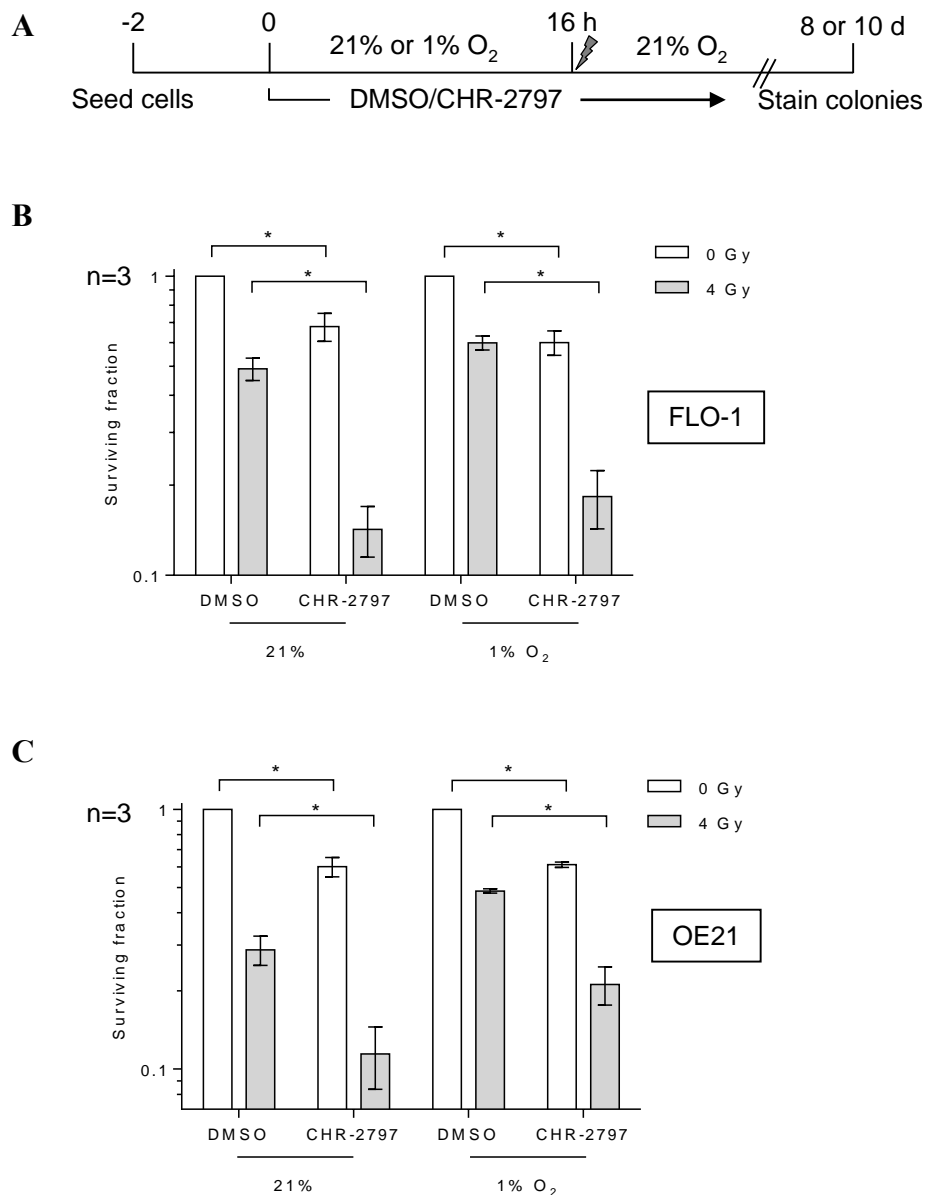 A
-2 0 16 h 8 or 10 d
21% or 1% O2 21% O2
Seed cells DMSO/CHR-2797 Stain colonies
B
* *
* *
n=3
1
0.1
Surviving fraction
0 Gy
4 Gy
FLO-1
DMSO CHR-2797 DMSO CHR-2797
21% 1% O2
C
* *
* *
n=3
1
0.1
Surviving fraction
0 Gy
4 Gy
OE21
DMSO CHR-2797 DMSO CHR-2797
21% 1% O2